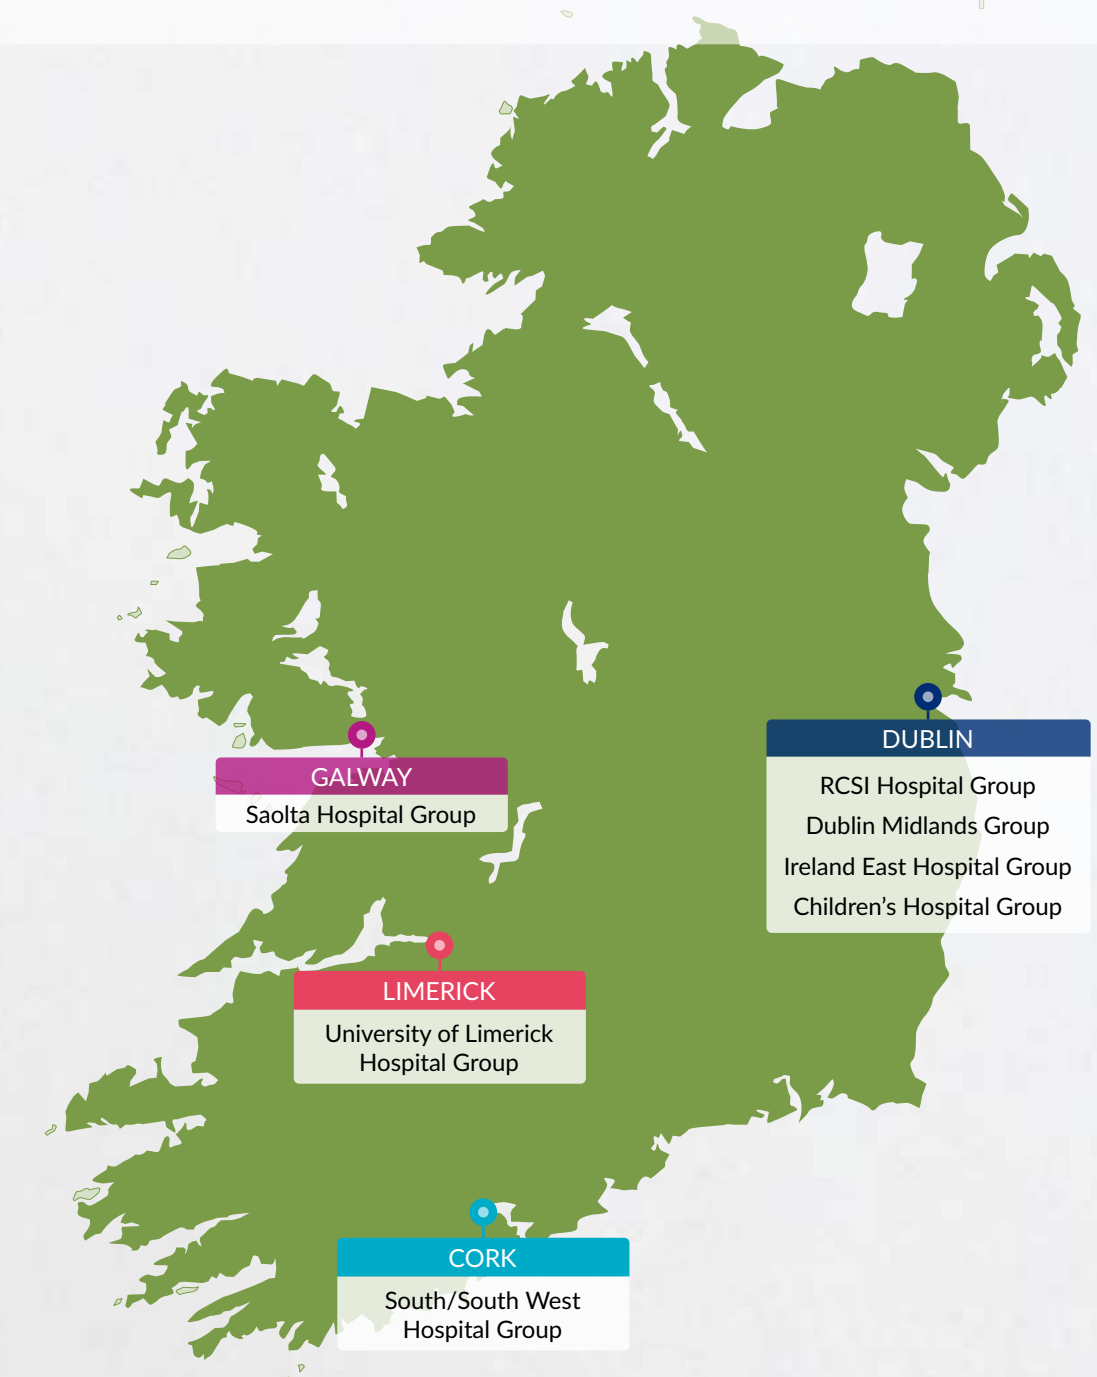 GALWAY
Saolta Hospital Group
DUBLIN
RCSI Hospital Group
Dublin Midlands Group
Ireland East Hospital Group
Children’s Hospital Group
LIMERICK
University of Limerick
Hospital Group
CORK
South/South West
Hospital Group